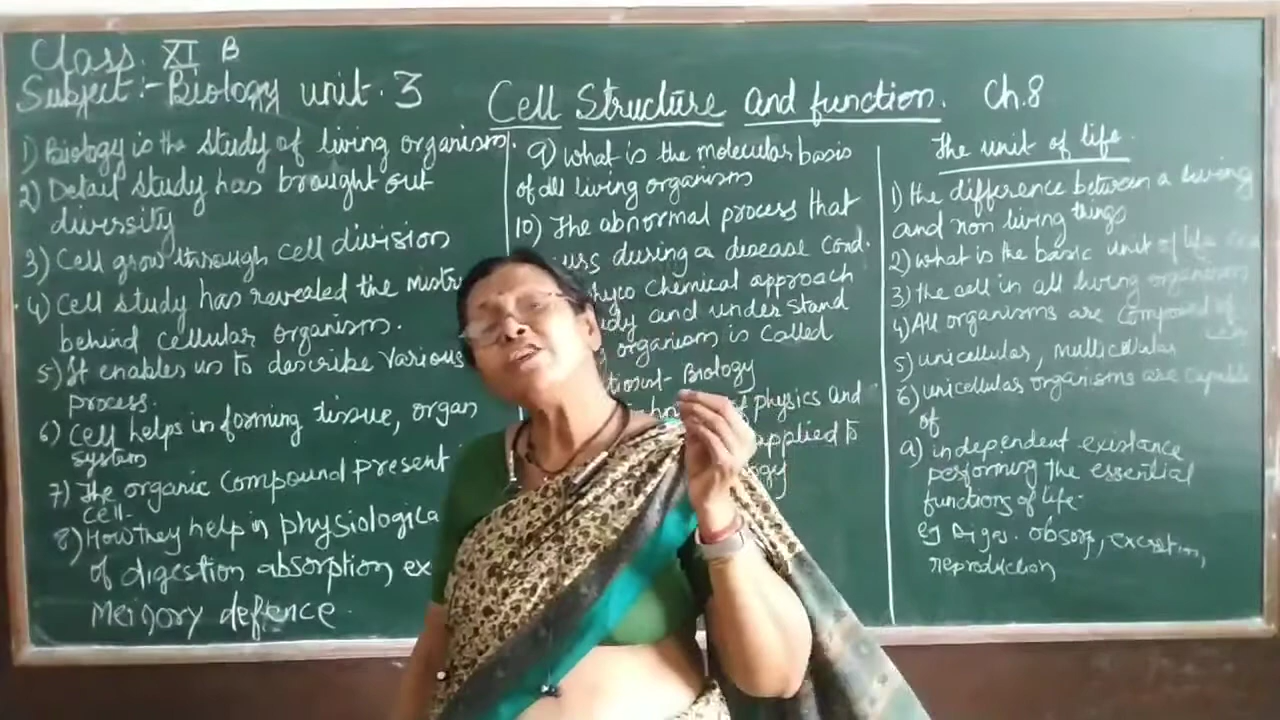 Class: XI B
Subject:- Biology unit. 3
Cell Structure and function. Ch.8
1) Biology is the study of living organism.
2) Detail study has brought out
diversity
3) Cell grow through cell division
4) Cell study has revealed the
behind cellular organism.
5) It enables us to describe various
process.
6) Cell helps in forming tissue, organ
system
7) The organic compound present
cell.
8) How they help in physiologica
of digestion absorption ex
defence.
9) what is the molecular basis
of all living organism
10) The abnormal process that
during a disease cond.
chemical approach
and under stand
organism is called
Biology
physics and
applied to
the unit of life.
1) the difference between a living
and non living things
2) what is the basic unit of life
3) the cell in all living organism
4) All organisms are compound of
5) unicellular, multicellular
6) unicellular organisms are capable
of
a) independent existance
performing the essential
functions of life-
eg Diges. absorp, excretion,
reproduction